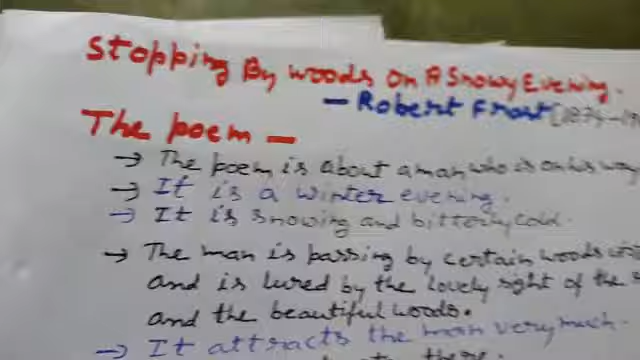 Stopping By Woods On A Snowy Evening.
— Robert Frost
The poem —
→ The poem is about a man who is on his way
→ It is a winter evening.
→ It is snowing and bitterly cold.
→ The man is passing by certain woods
and is lured by the lovely sight of the
and the beautiful woods.
→ It attracts the man very much.
there.